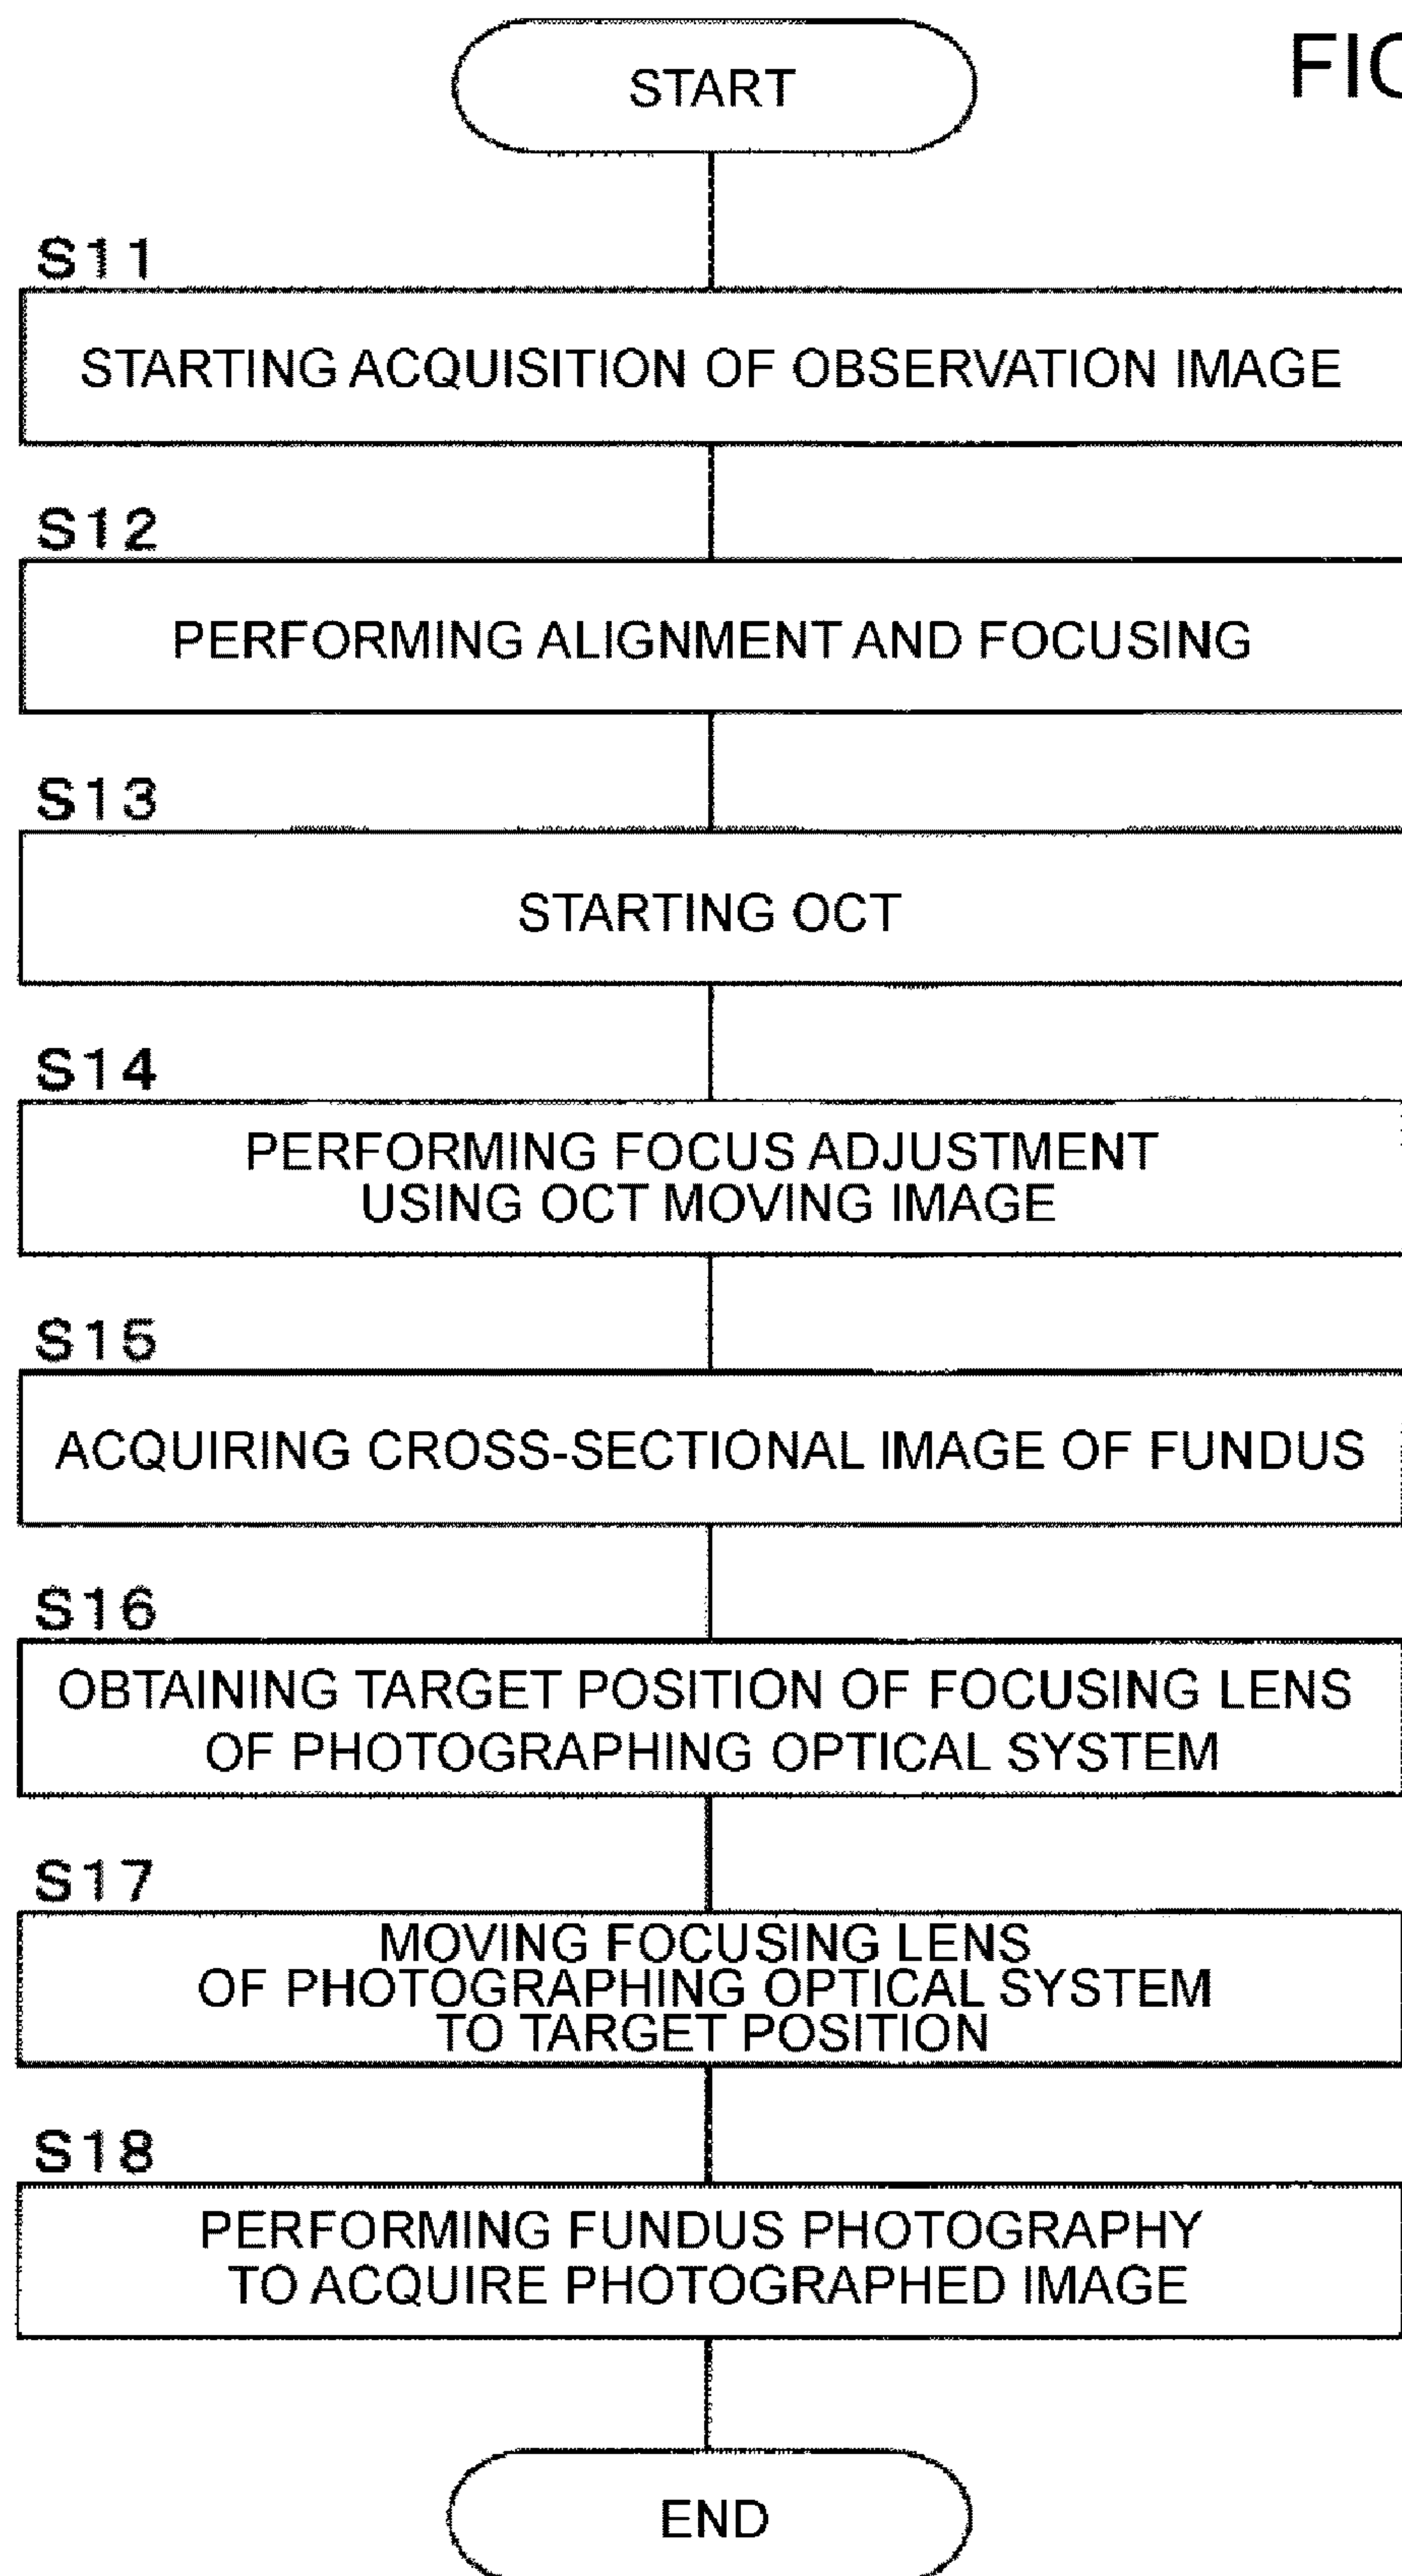 START
S11
STARTING ACQUISITION OF OBSERVATION IMAGE
S12
PERFORMING ALIGNMENT AND FOCUSING
S13
STARTING OCT
S14
PERFORMING FOCUS ADJUSTMENT
USING OCT MOVING IMAGE
S15
ACQUIRING CROSS-SECTIONAL IMAGE OF FUNDUS
S16
OBTAINING TARGET POSITION OF FOCUSING LENS
OF PHOTOGRAPHING OPTICAL SYSTEM
S17
MOVING FOCUSING LENS
OF PHOTOGRAPHING OPTICAL SYSTEM
TO TARGET POSITION
S18
PERFORMING FUNDUS PHOTOGRAPHY
TO ACQUIRE PHOTOGRAPHED IMAGE
END